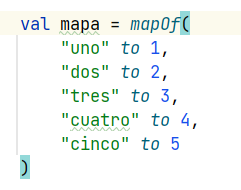 val mapa = mapOf(
"uno" to 1,
"dos" to 2,
"tres" to 3,
"cuatro" to 4,
"cinco" to 5
)